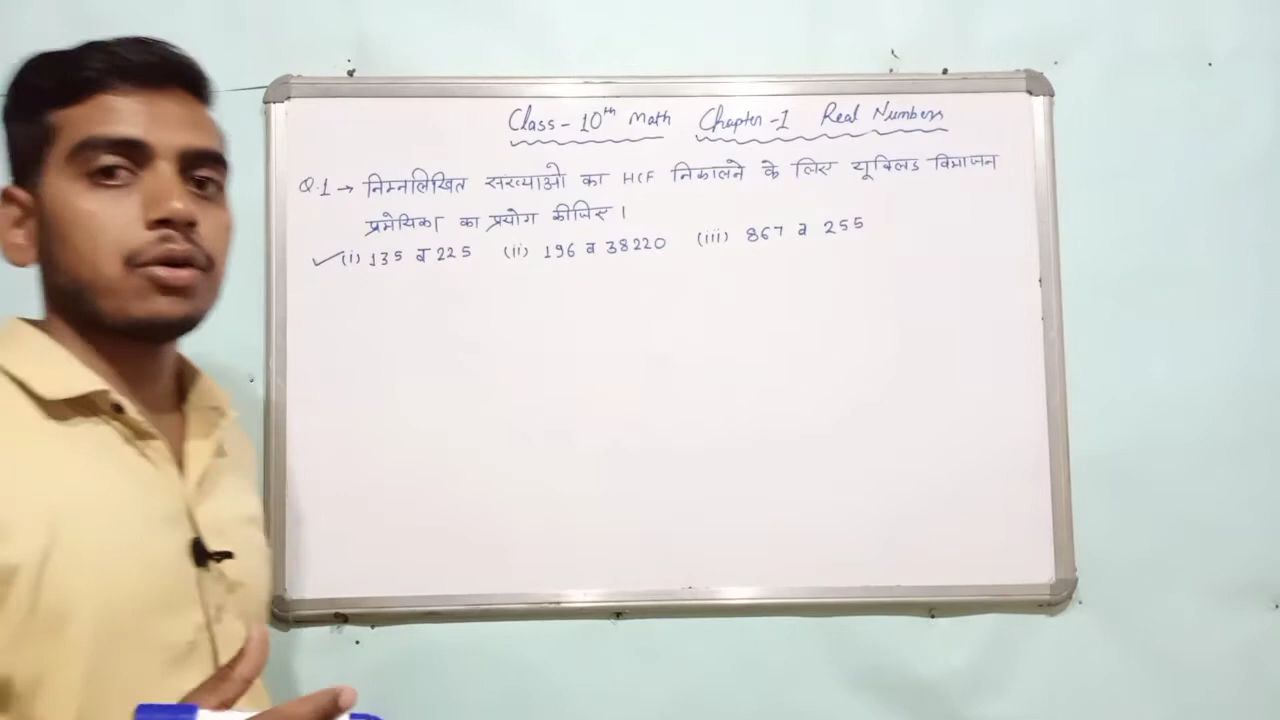 Class - 10th Math Chapter -1 Real Numbers
Q.1 → निम्नलिखित संख्याओ का HCF निकालने के लिए यूक्लिड विभाजन
प्रमेयिका का प्रयोग कीजिए ।
✓(i) 135 व 225 (ii) 196 व 38220 (iii) 867 व 255